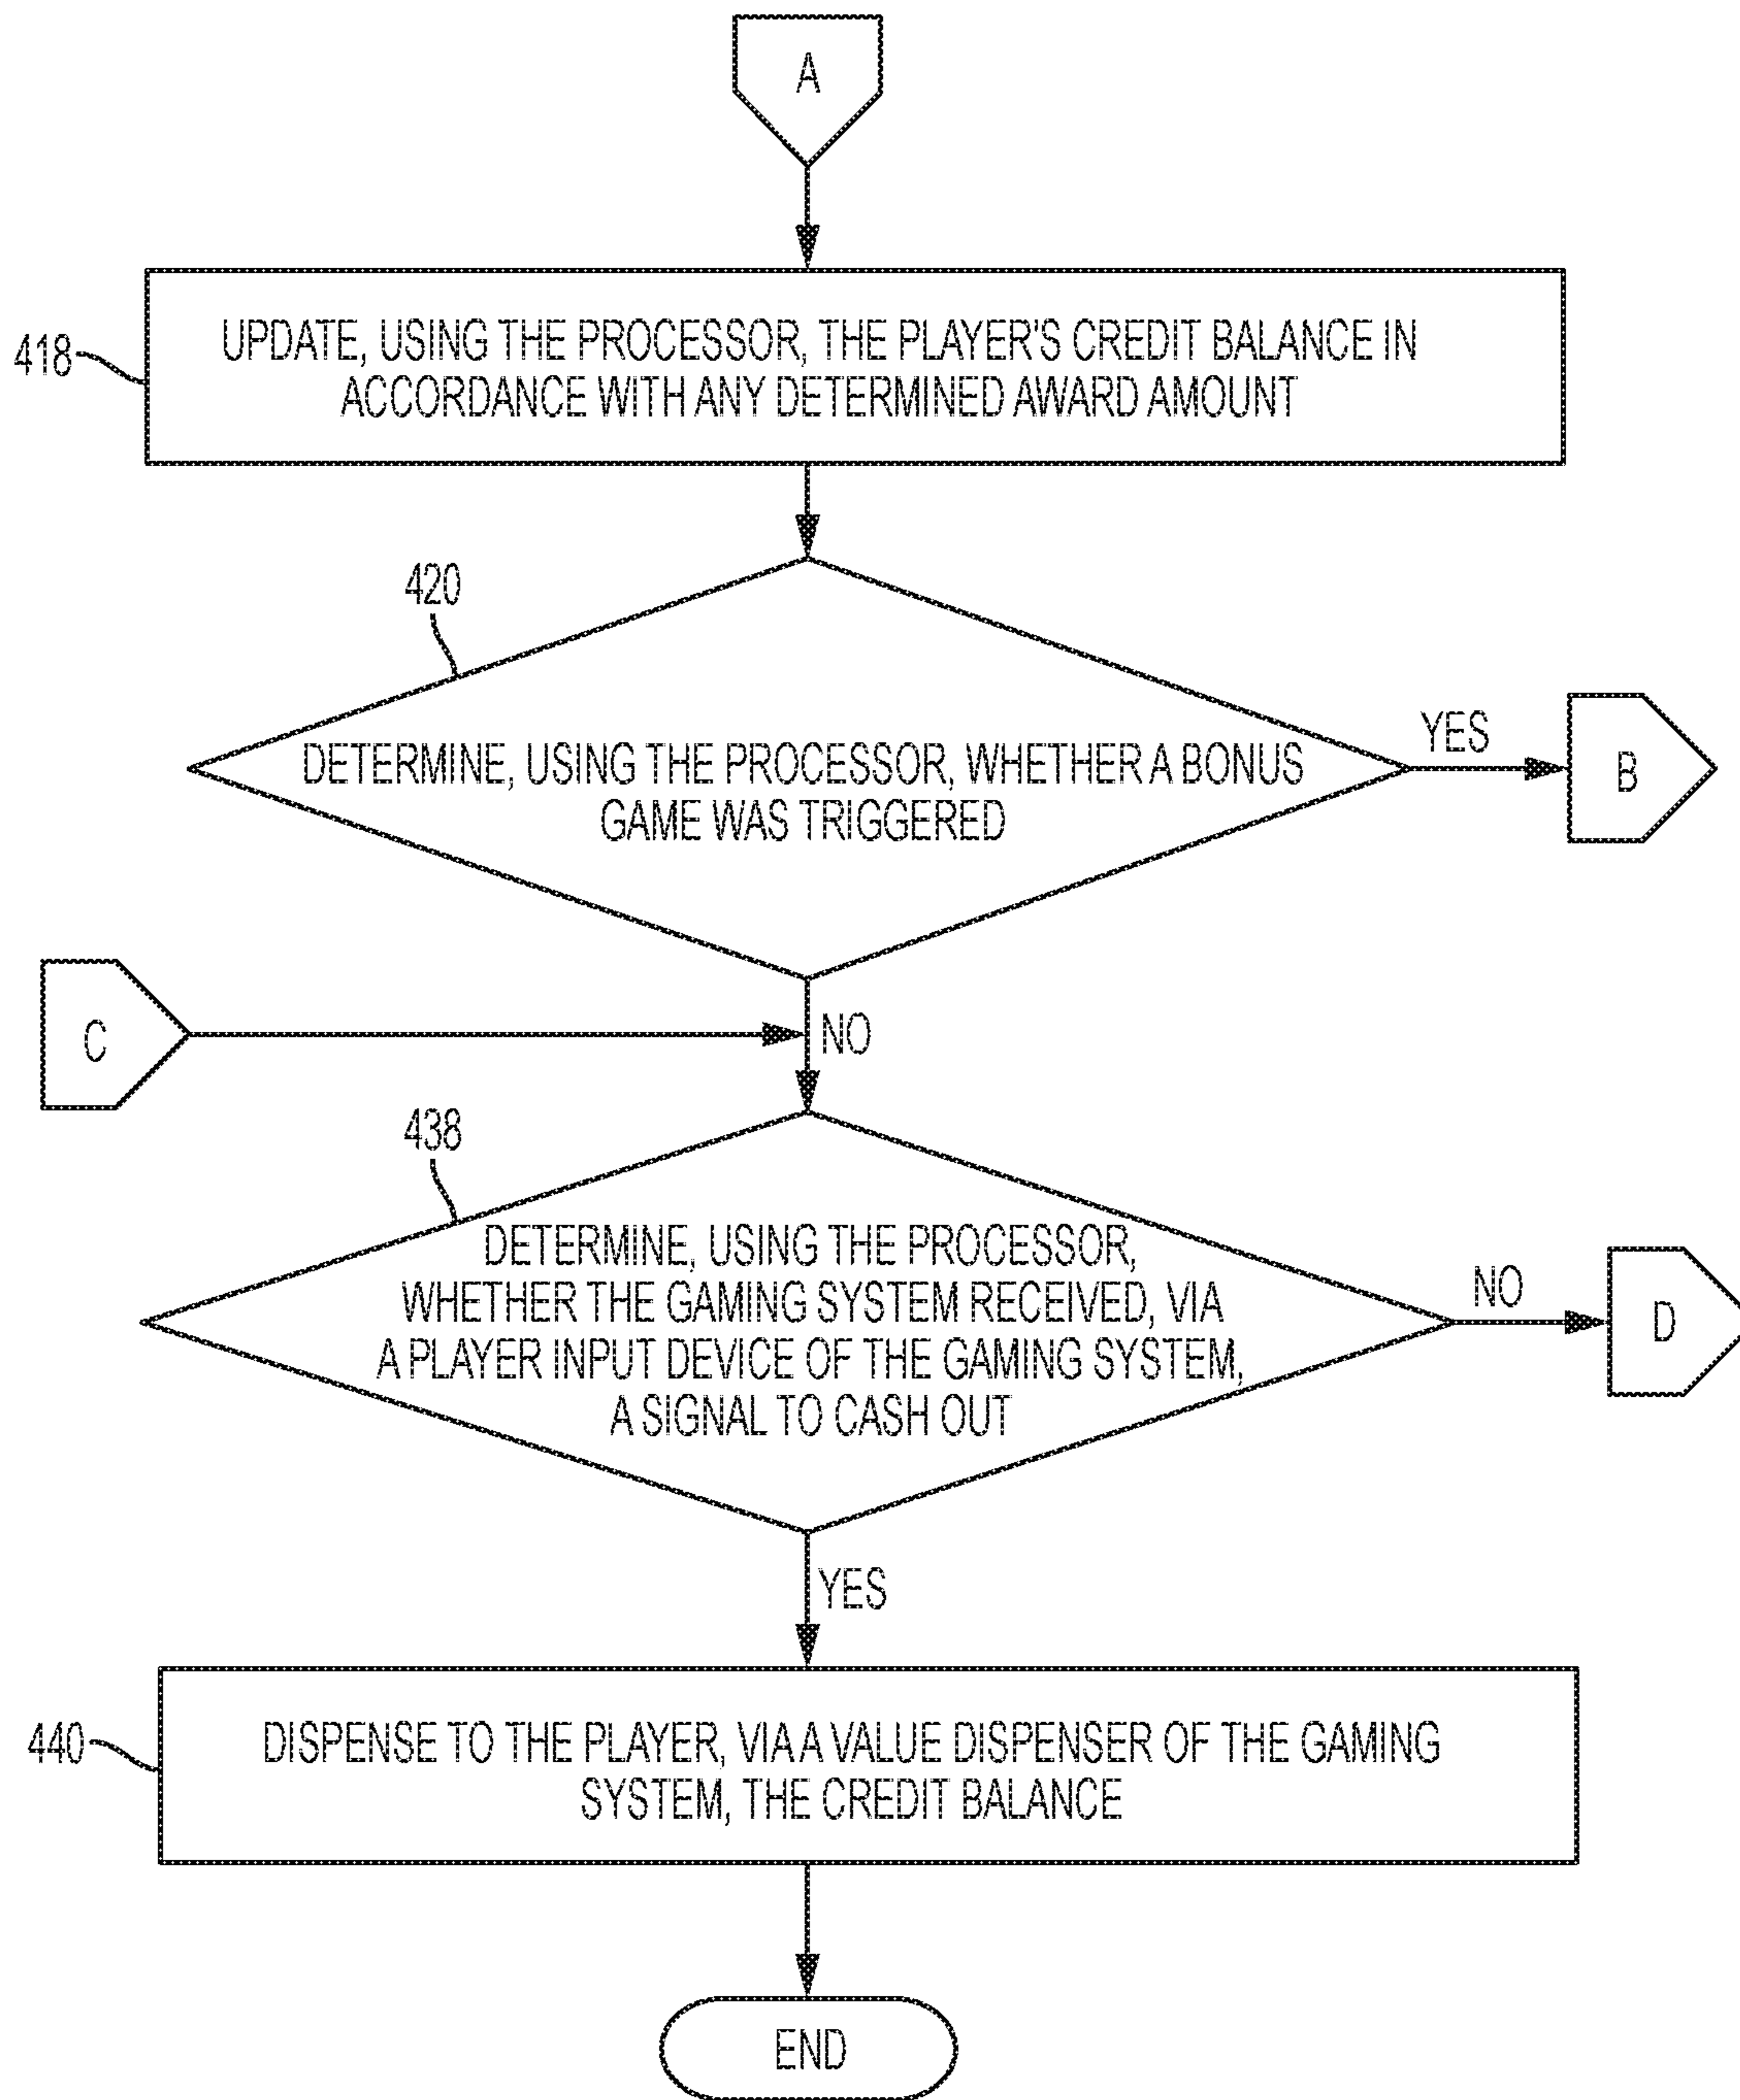 A
418
UPDATE, USING THE PROCESSOR, THE PLAYER'S CREDIT BALANCE IN
ACCORDANCE WITH ANY DETERMINED AWARD AMOUNT
420
DETERMINE, USING THE PROCESSOR, WHETHER A BONUS
GAME WAS TRIGGERED
YES
B
C
NO
438
DETERMINE, USING THE PROCESSOR,
WHETHER THE GAMING SYSTEM RECEIVED, VIA
A PLAYER INPUT DEVICE OF THE GAMING SYSTEM,
A SIGNAL TO CASH OUT
NO
D
YES
440
DISPENSE TO THE PLAYER, VIA A VALUE DISPENSER OF THE GAMING
SYSTEM, THE CREDIT BALANCE
END